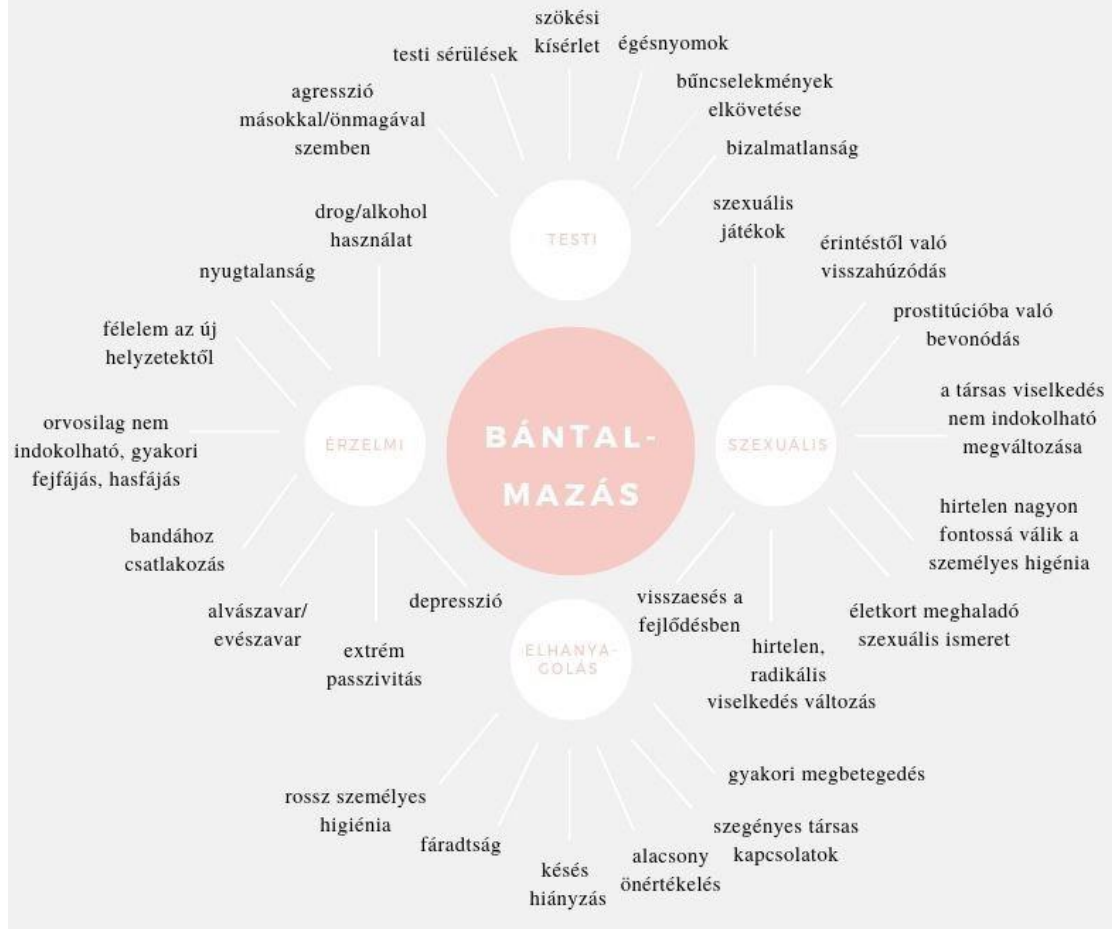 szökési
kísérlet
testi sérülések
égésnyomok
agresszió
másokkal/önmagával
szemben
bűncselekmények
elkövetése
bizalmatlanság
TESTI
drog/alkohol
használat
nyugtalanság
félelem az új
helyzetektől
orvosilag nem
indokolható, gyakori
fejfájás, hasfájás
ÉRZELMI
bandához
csatlakozás
alvászavar/
evészavar
extrém
passzivitás
depresszió
BÁNTAL-
MAZÁS
szexuális
játékok
érintéstől való
visszahúzódás
prostitúcióba való
bevonódás
a társas viselkedés
nem indokolható
megváltozása
SZEXUÁLIS
hirtelen nagyon
fontossá válik a
személyes higénia
életkort meghaladó
szexuális ismeret
hirtelen,
radikális
viselkedés változás
visszaesés a
fejlődésben
ELHANYA-
GOLÁS
rossz személyes
higiénia
fáradtság
késés
hiányzás
alacsony
önértékelés
szegényes társas
kapcsolatok
gyakori megbetegedés